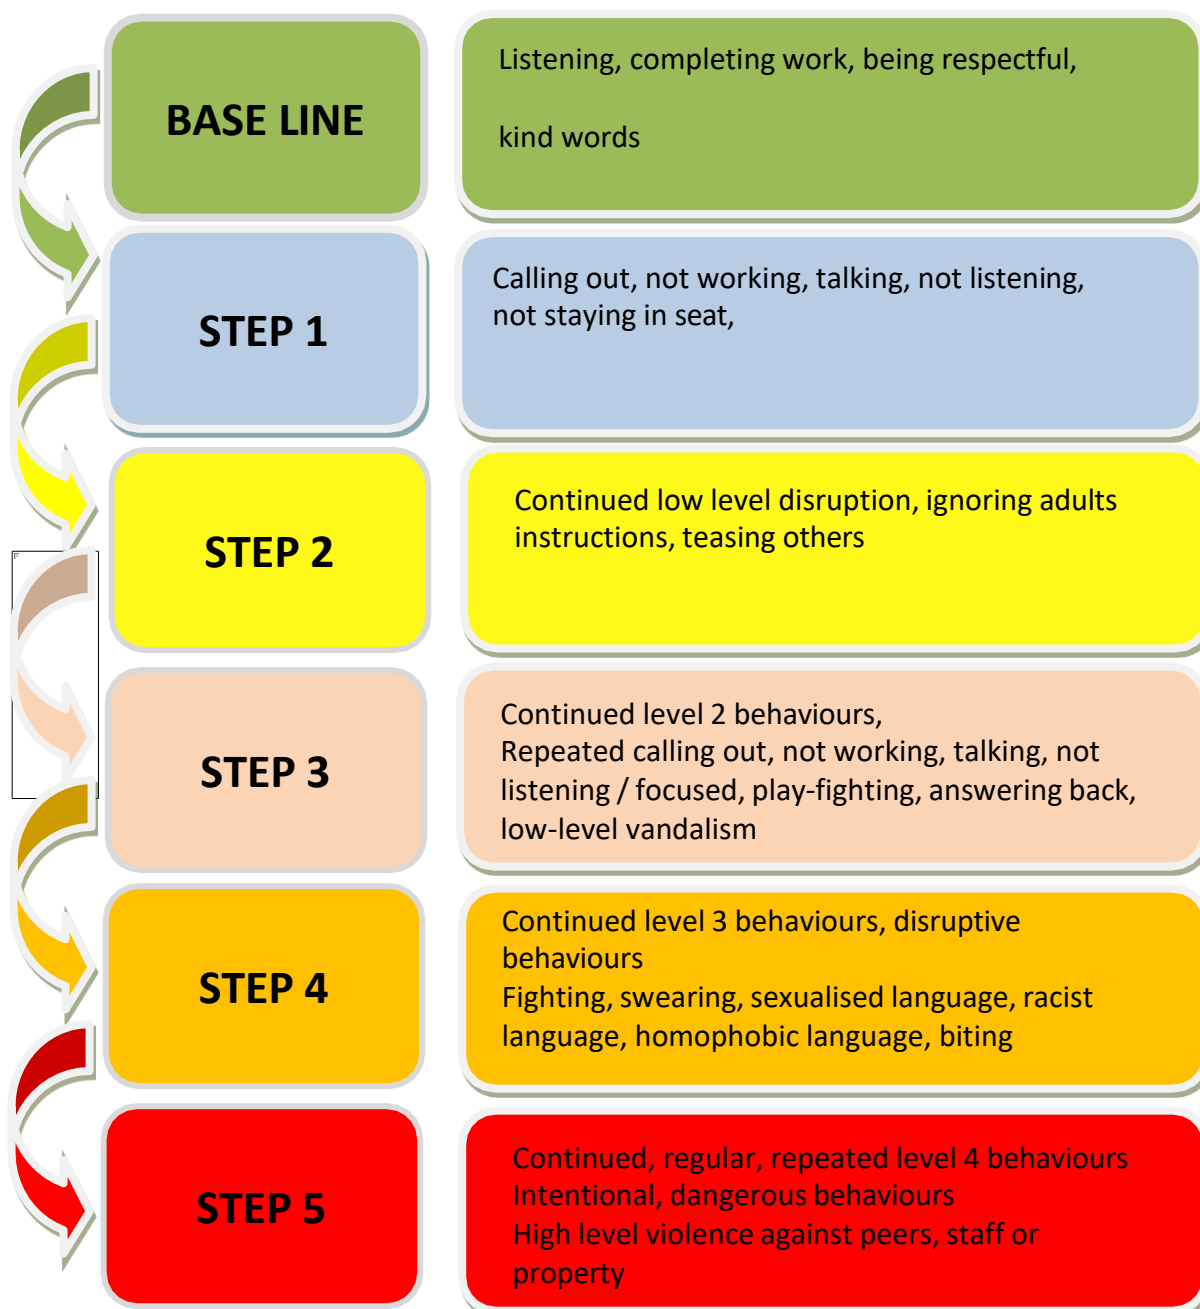 BASE LINE
Listening, completing work, being respectful,
kind words
STEP 1
Calling out, not working, talking, not listening,
not staying in seat,
STEP 2
Continued low level disruption, ignoring adults
instructions, teasing others
STEP 3
Continued level 2 behaviours,
Repeated calling out, not working, talking, not
listening / focused, play-fighting, answering back,
low-level vandalism
STEP 4
Continued level 3 behaviours, disruptive
behaviours
Fighting, swearing, sexualised language, racist
language, homophobic language, biting
STEP 5
Continued, regular, repeated level 4 behaviours
Intentional, dangerous behaviours
High level violence against peers, staff or
property